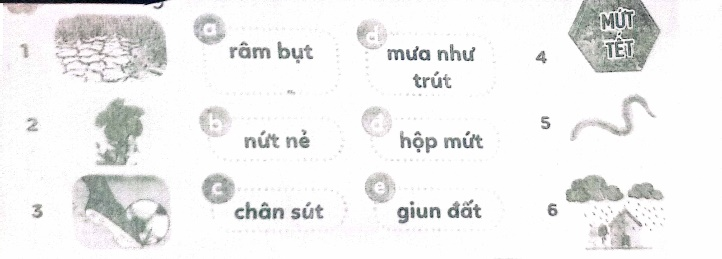 1
a
râm bụt
d
mưa như
trút
4
MỨT
TẾT
2
b
nứt nẻ
đ
hộp mứt
5
3
c
chân sút
e
giun đất
6